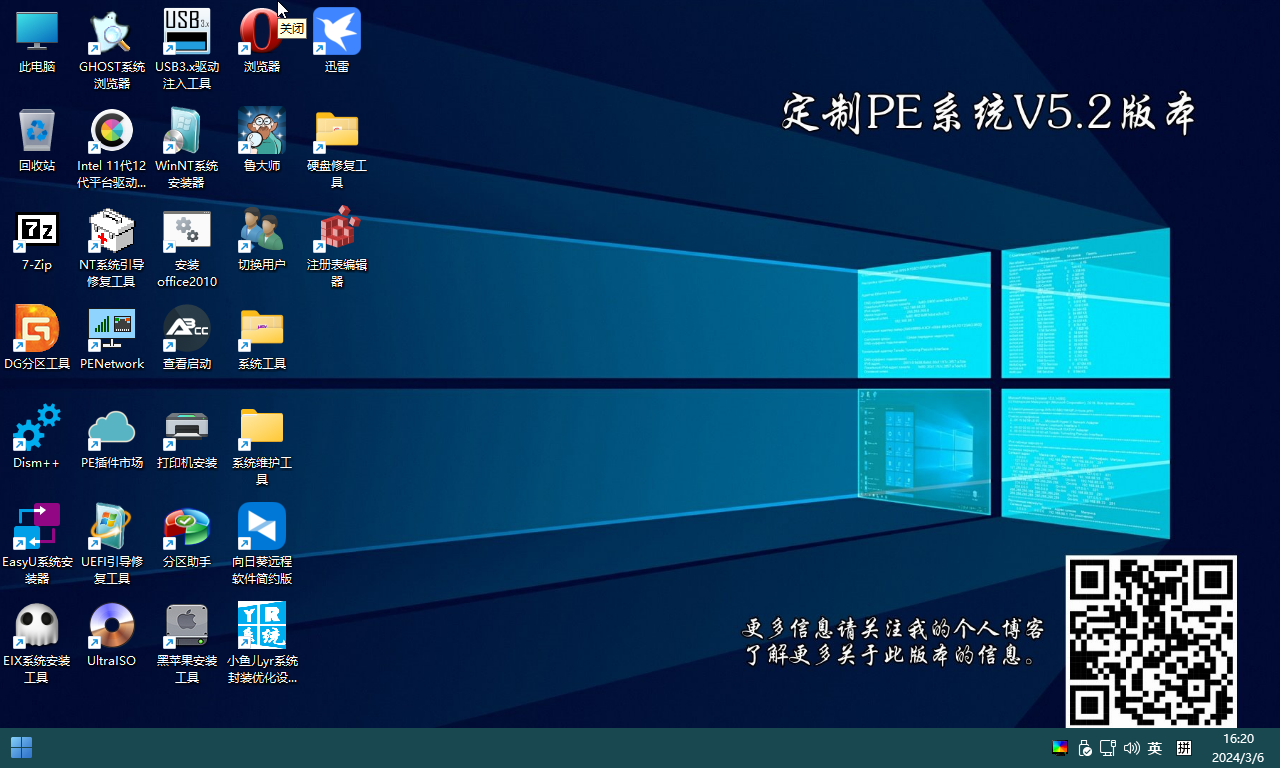 关闭
此电脑
GHOST系统
浏览器
USB 3.x
USB3.x驱动
注入工具
浏览器
迅雷
定制PE系统V5.2版本
回收站
Intel 11代12
代平台驱动...
WinNT系统
安装器
鲁大师
硬盘修复工
具
7z
7-Zip
NT系统引导
修复工具
安装
office2010
切换用户
注册表编辑
器
DG分区工具
PENetwork
ABcc
查看启动
系统工具
Dism++
PE插件市场
打印机安装
系统维护工
具
EasyU系统安
装器
UEFI引导修
复工具
分区助手
向日葵远程
软件简约版
EIX系统安装
工具
UltraISO
黑苹果安装
工具
YR
系统
小鱼儿yr系统
封装优化设...
更多信息请关注我的个人博客
了解更多关于此版本的信息。
英
拼
16:20
2024/3/6